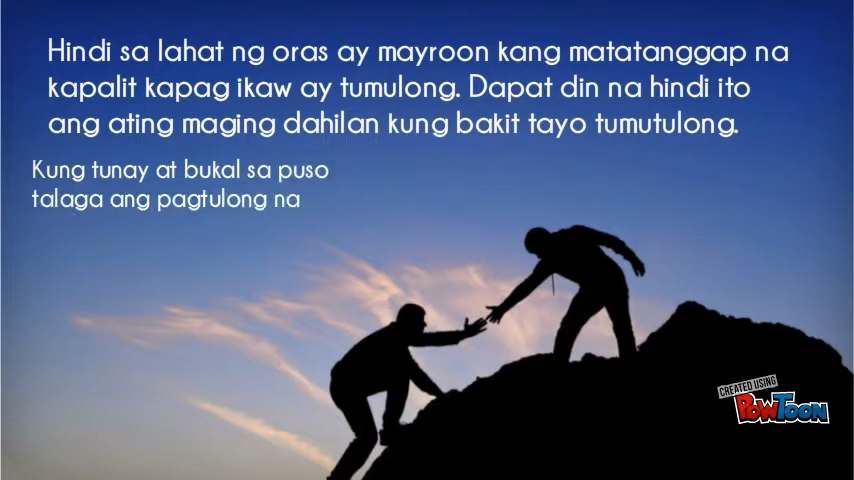 Hindi sa lahat ng oras ay mayroon kang matatanggap na
kapalit kapag ikaw ay tumulong. Dapat din na hindi ito
ang ating maging dahilan kung bakit tayo tumutulong.
Kung tunay at bukal sa puso
talaga ang pagtulong na
CREATED USING
POWTOON